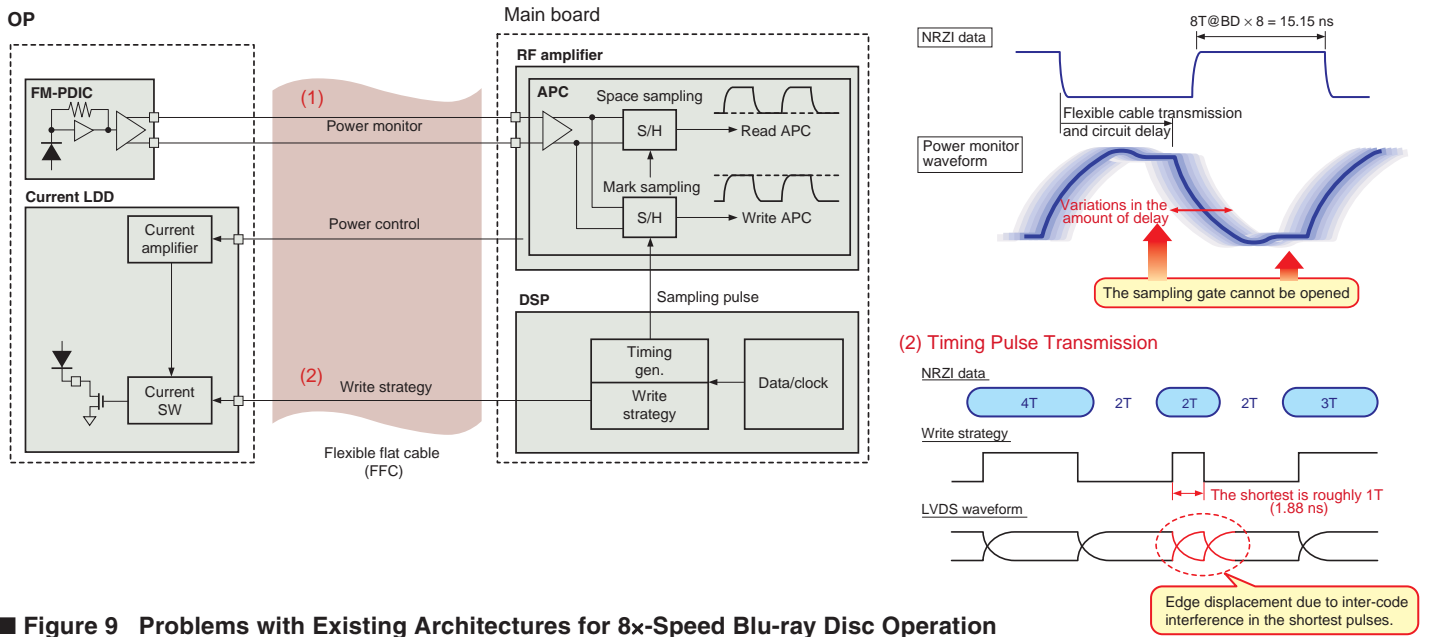 OP
Main board
FM-PDIC
(1)
Power monitor
RF amplifier
APC
Space sampling
S/H
Read APC
Mark sampling
S/H
Write APC
Current LDD
Current
amplifier
Power control
Current
SW
(2)
Write strategy
Flexible flat cable
(FFC)
Sampling pulse
DSP
Timing
gen.
Write
strategy
Data/clock
8T@BD × 8 = 15.15 ns
NRZI data
Flexible cable transmission
and circuit delay
Power monitor
waveform
Variations in the
amount of delay
The sampling gate cannot be opened
(2) Timing Pulse Transmission
NRZI data
4T 2T 2T 2T 3T
Write strategy
The shortest is roughly 1T
(1.88 ns)
LVDS waveform
Edge displacement due to inter-code
interference in the shortest pulses.
■ Figure 9 Problems with Existing Architectures for 8×-Speed Blu-ray Disc Operation